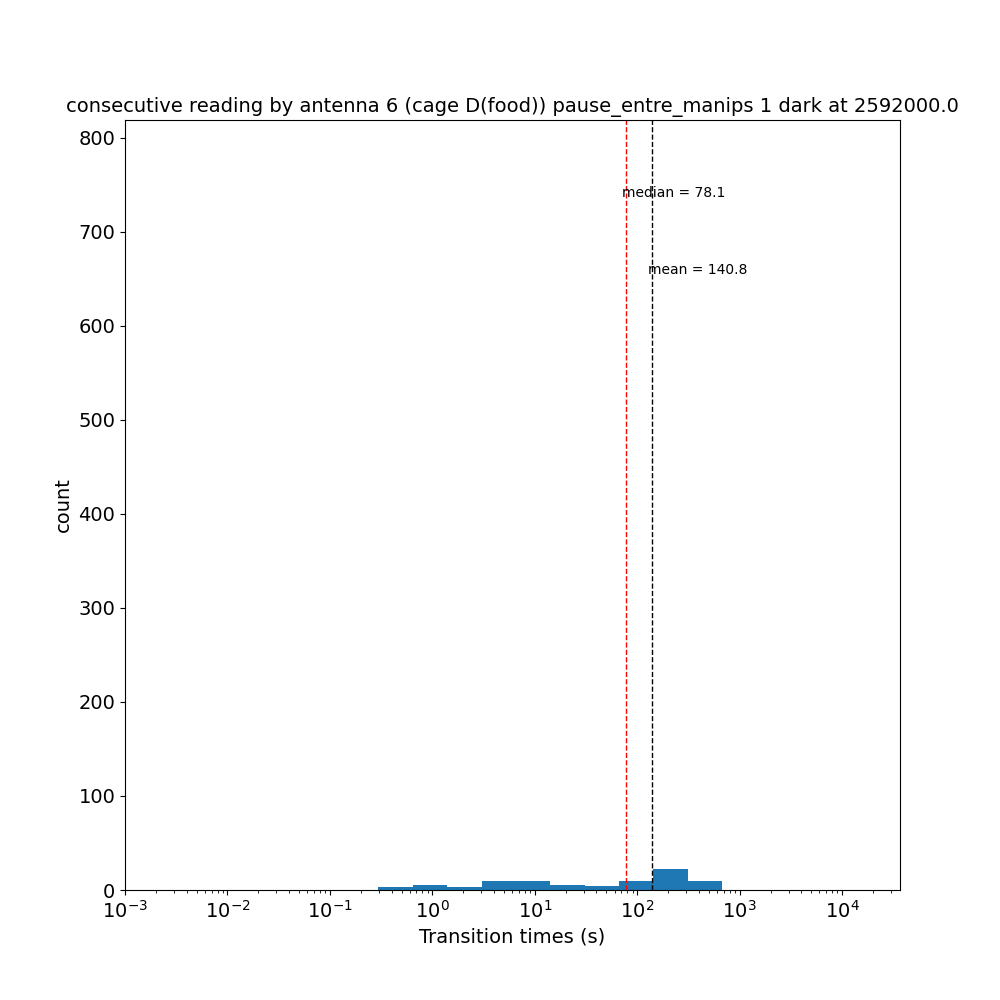 consecutive reading by antenna 6 (cage D(food)) pause_entre_manips 1 dark at 2592000.0
800
median = 78.1
700
mean = 140.8
600
500
count
400
300
200
100
0
10⁻³ 10⁻² 10⁻¹ 10⁰ 10¹ 10² 10³ 10⁴
Transition times (s)